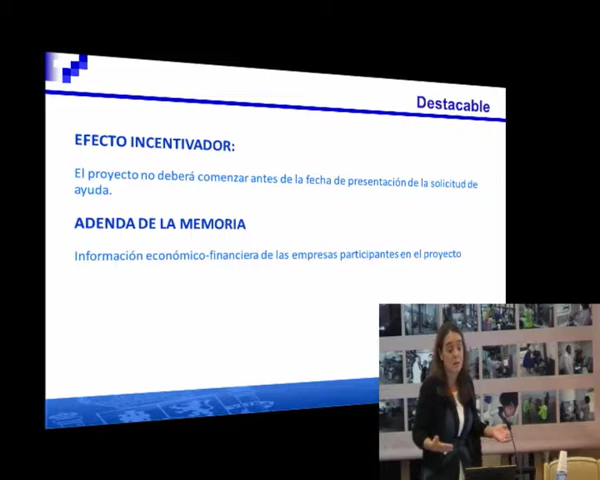 Destacable
EFECTO INCENTIVADOR:
El proyecto no deberá comenzar antes de la fecha de presentación de la solicitud de
ayuda.
ADENDA DE LA MEMORIA
Información económico-financiera de las empresas participantes en el proyecto